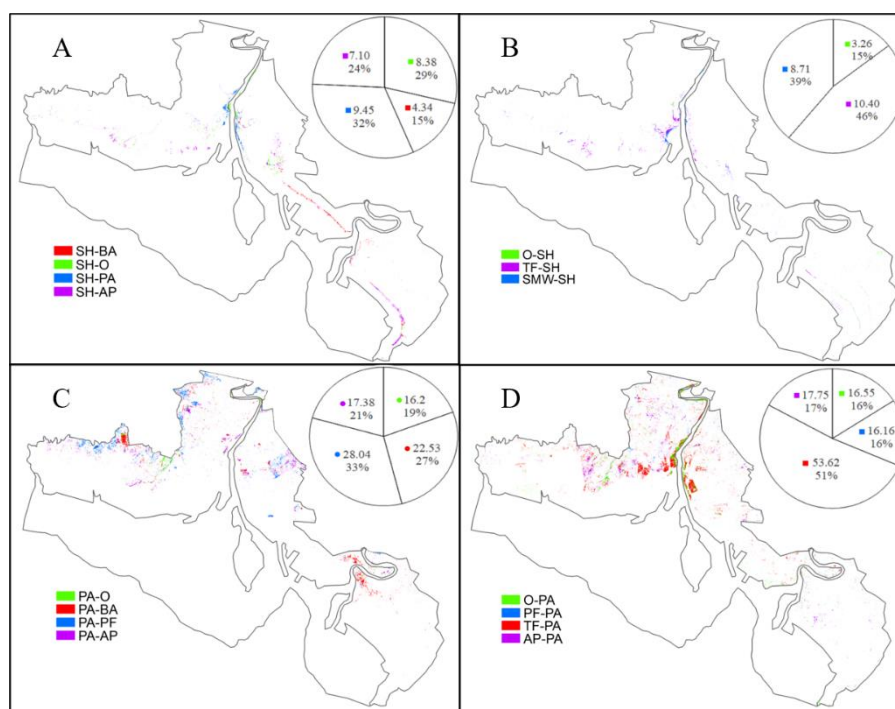 A
7.10
24%
8.38
29%
9.45
32%
4.34
15%
SH-BA
SH-O
SH-PA
SH-AP
B
3.26
15%
8.71
39%
10.40
46%
O-SH
TF-SH
SMW-SH
C
17.38
21%
16.2
19%
28.04
33%
22.53
27%
PA-O
PA-BA
PA-PF
PA-AP
D
17.75
17%
16.55
16%
16.16
16%
53.62
51%
O-PA
PF-PA
TF-PA
AP-PA